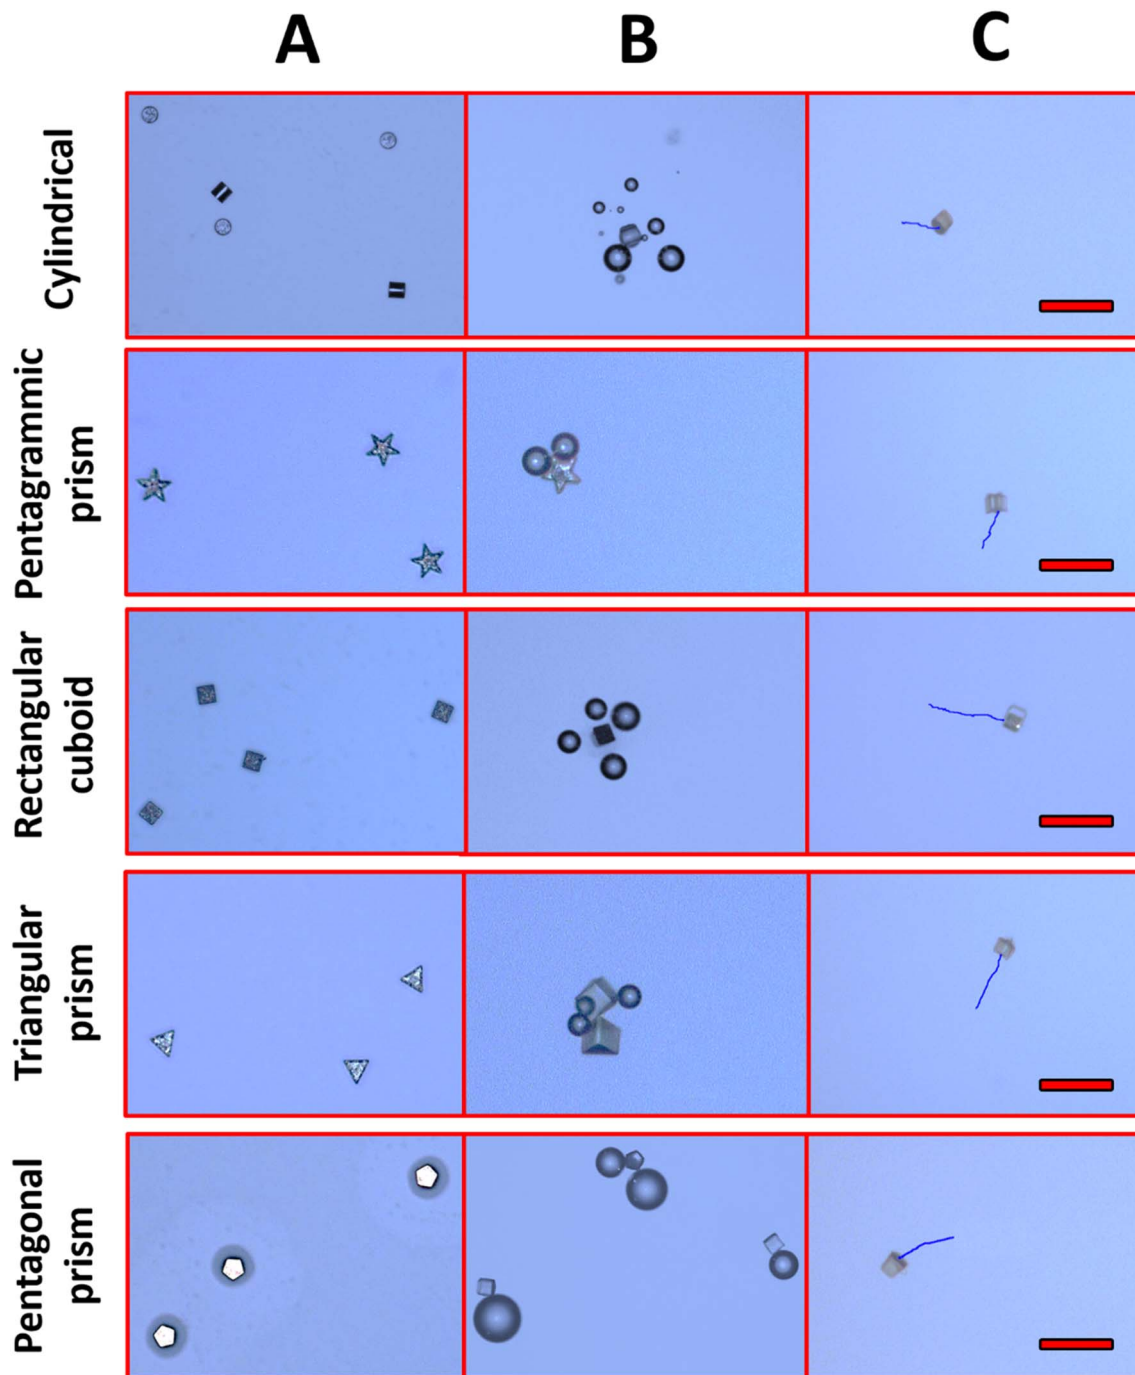 A B C
Cylindrical
Pentagrammic
prism
Rectangular
cuboid
Triangular
prism
Pentagonal
prism